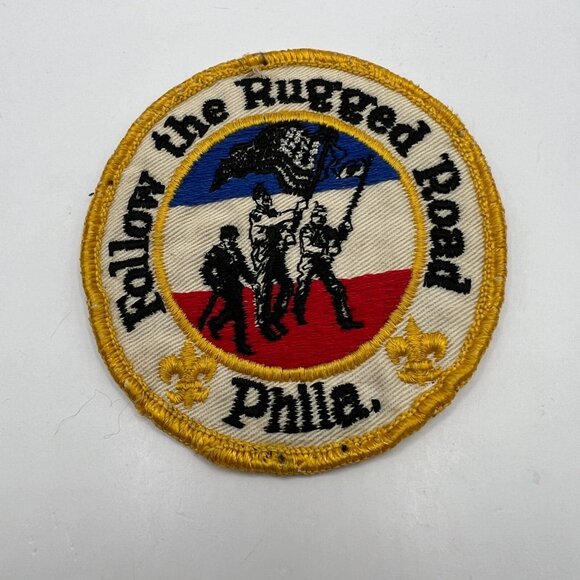 Follow the Rugged Road
Phila.